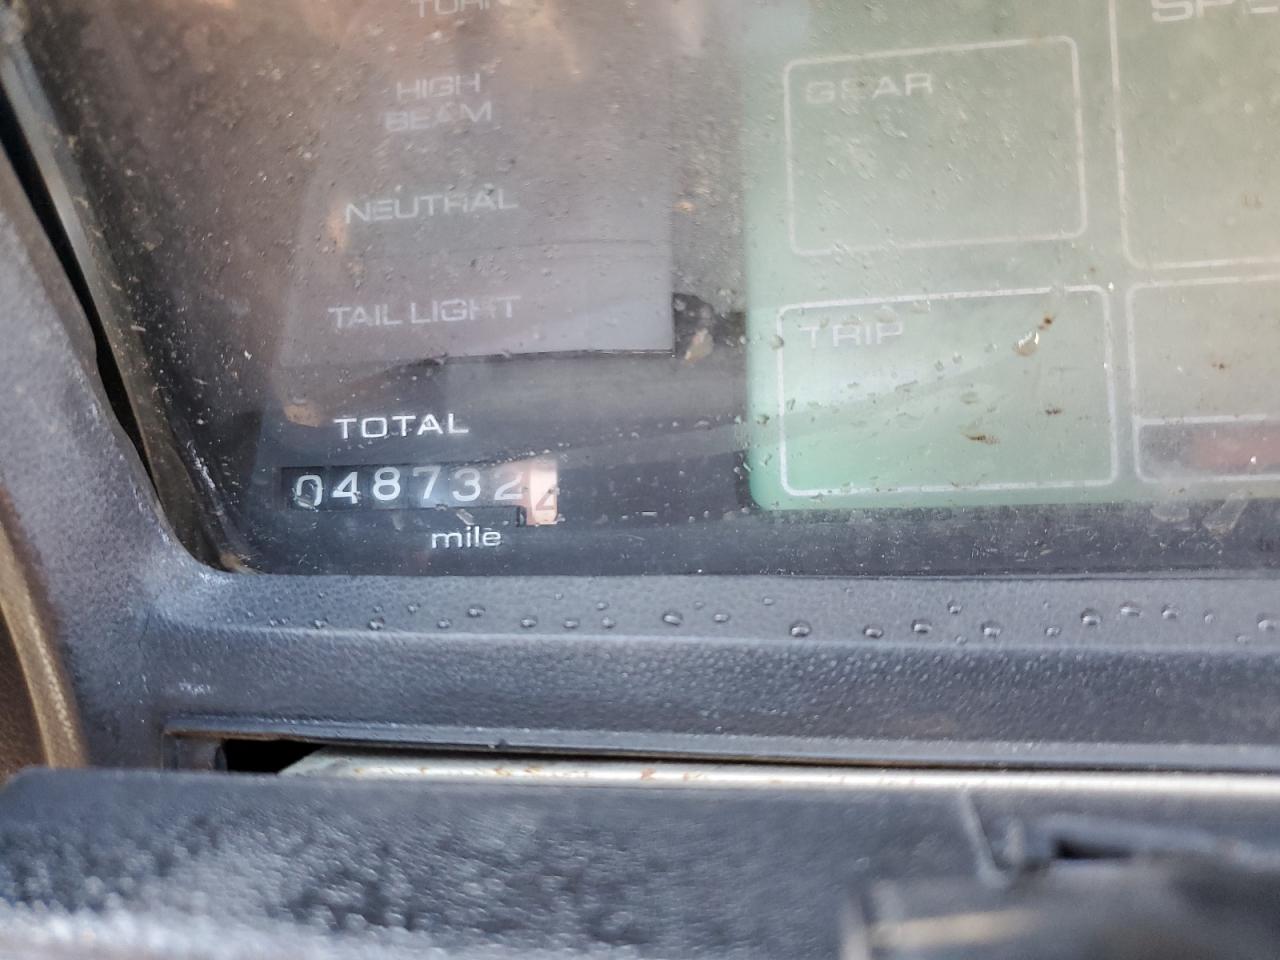 HIGH
BEAM
NEUTRAL
TAIL LIGHT
TOTAL
048732
mile
GEAR
TRIP